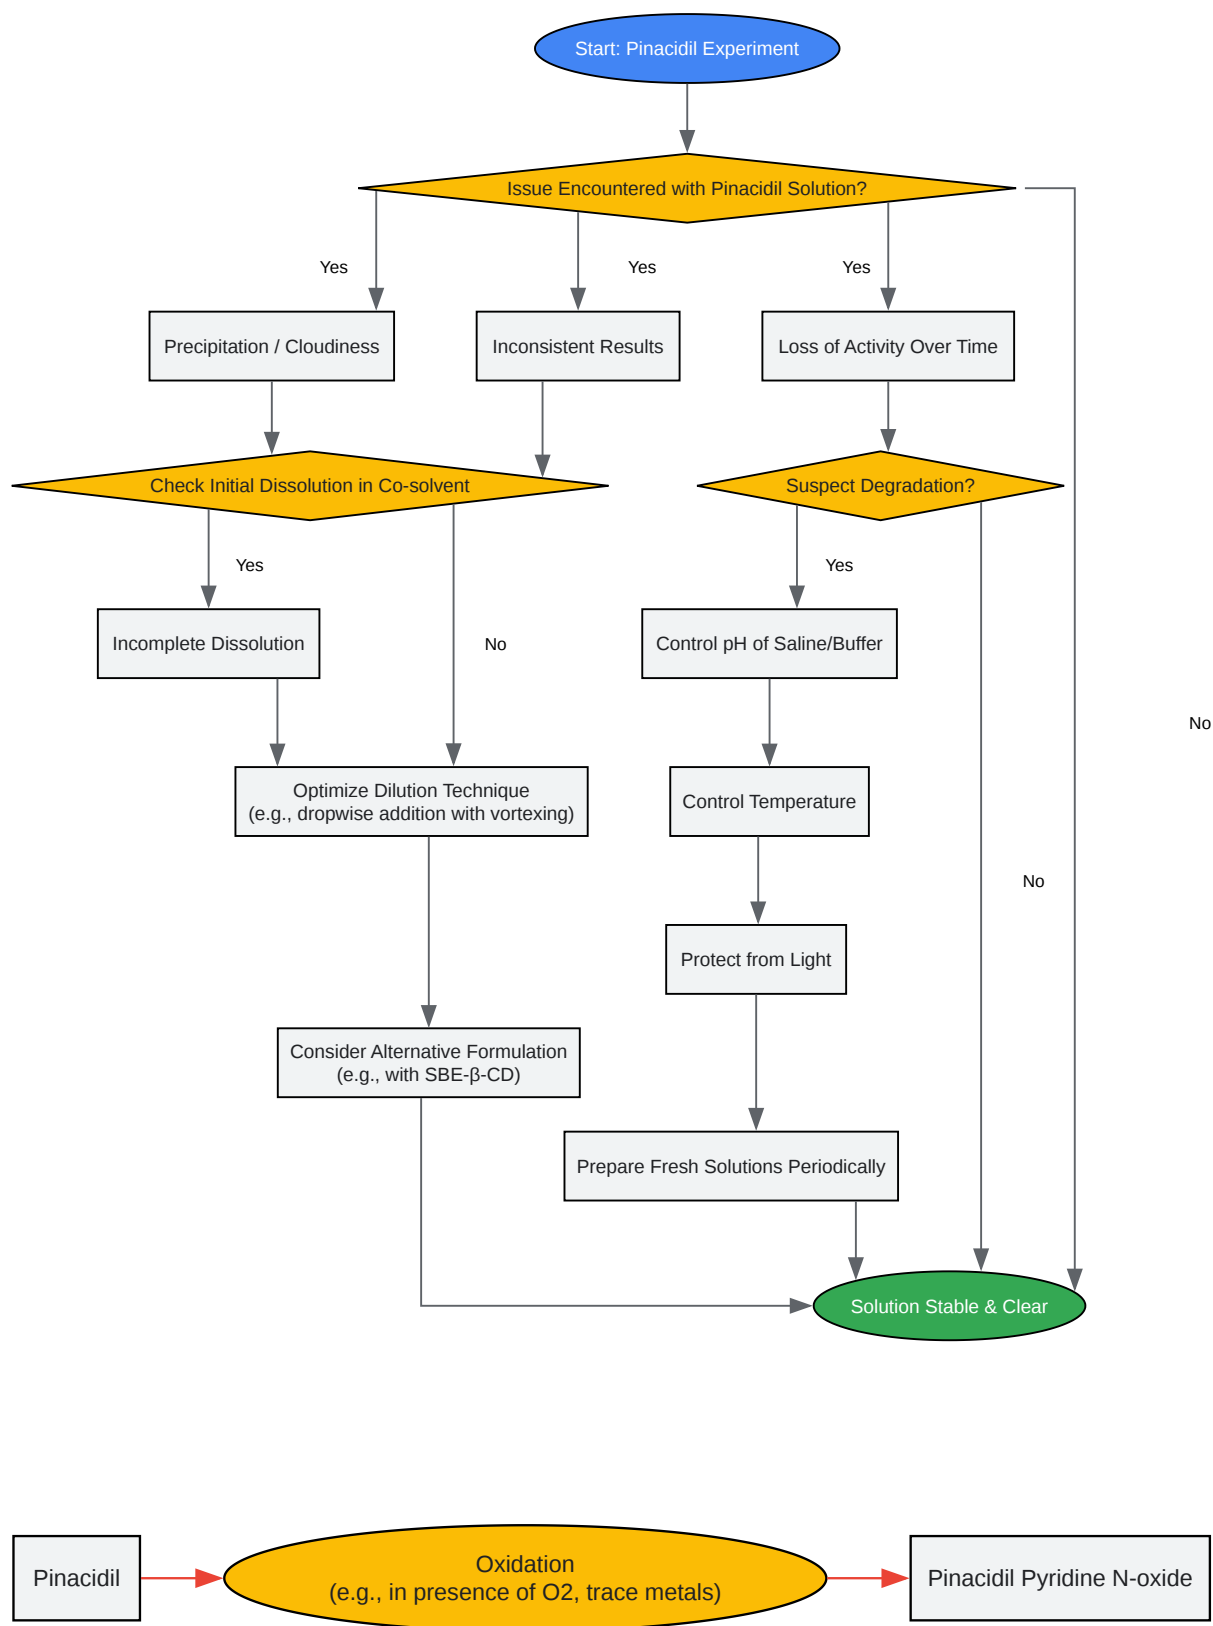 Start: Pinacidil Experiment
Issue Encountered with Pinacidil Solution?
Yes
Yes
Yes
Precipitation / Cloudiness
Inconsistent Results
Loss of Activity Over Time
Check Initial Dissolution in Co-solvent
Suspect Degradation?
Yes
Yes
Incomplete Dissolution
No
Control pH of Saline/Buffer
No
Optimize Dilution Technique
(e.g., dropwise addition with vortexing)
Control Temperature
No
Protect from Light
Consider Alternative Formulation
(e.g., with SBE-β-CD)
Prepare Fresh Solutions Periodically
Solution Stable & Clear
Pinacidil
Oxidation
(e.g., in presence of O2, trace metals)
Pinacidil Pyridine N-oxide